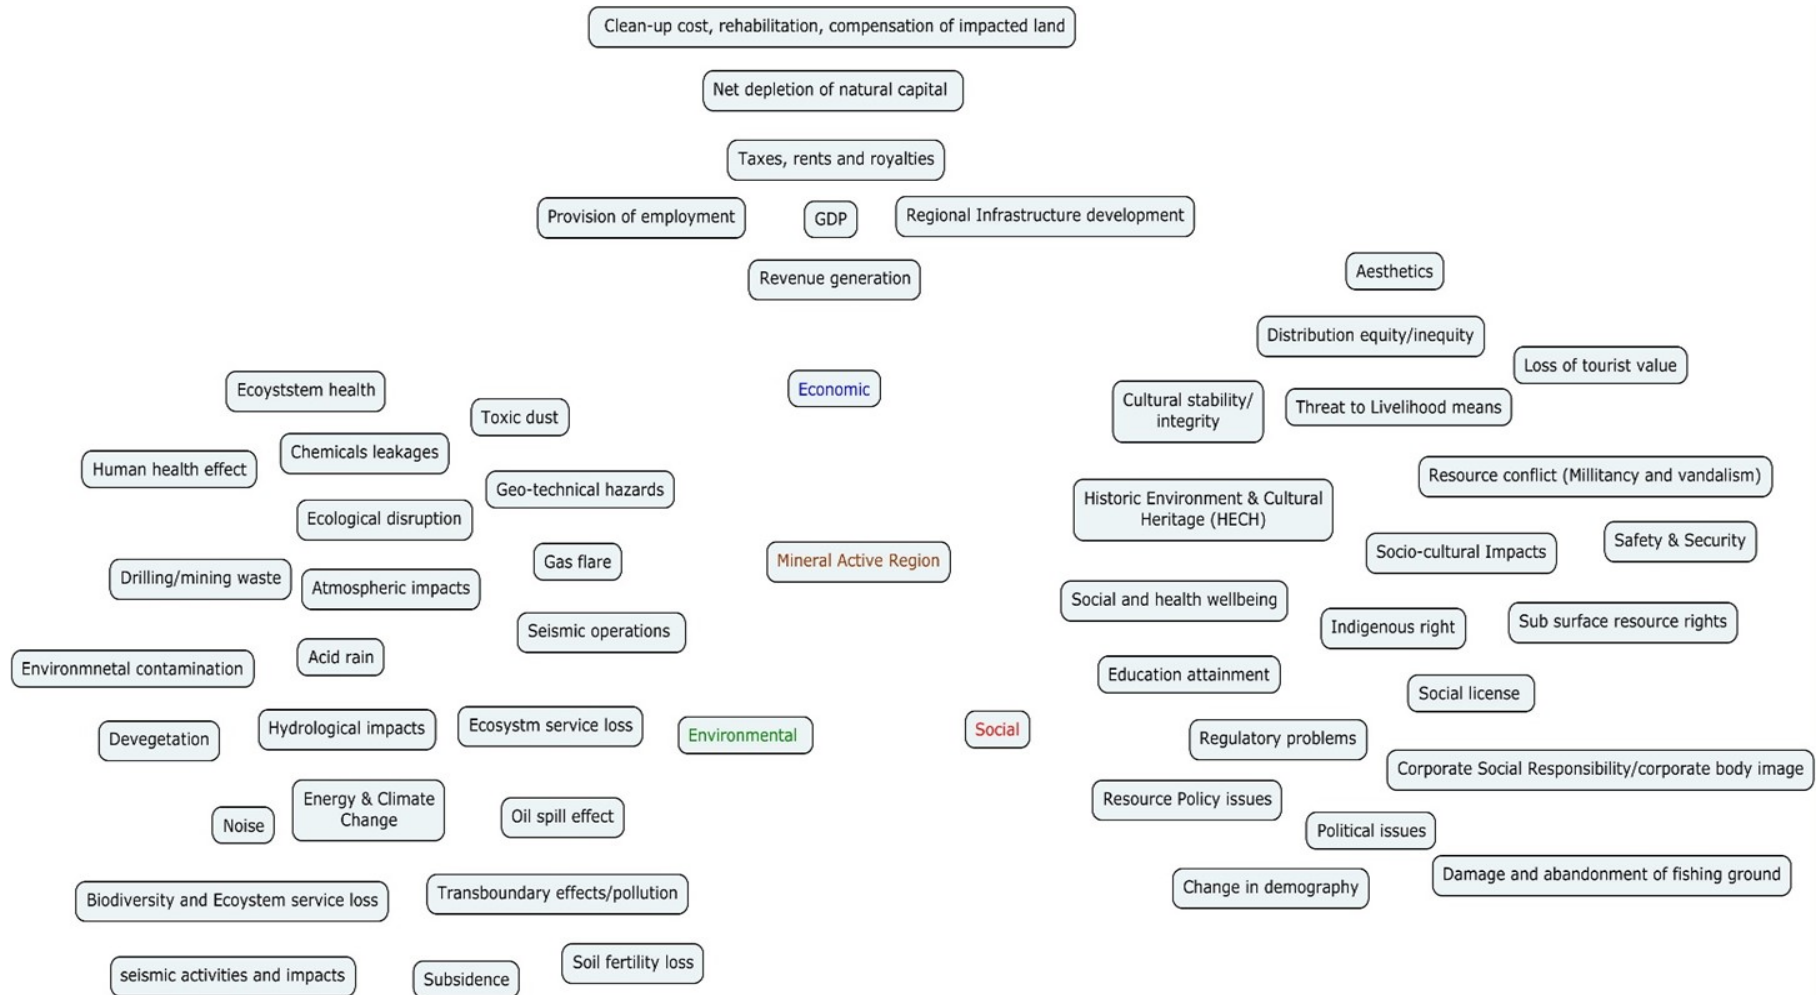 Clean-up cost, rehabilitation, compensation of impacted land
Net depletion of natural capital
Taxes, rents and royalties
Provision of employment
GDP
Regional Infrastructure development
Revenue generation
Economic
Mineral Active Region
Environmental
Social
Ecoyststem health
Toxic dust
Chemicals leakages
Human health effect
Geo-technical hazards
Ecological disruption
Gas flare
Drilling/mining waste
Atmospheric impacts
Seismic operations
Acid rain
Environmnetal contamination
Hydrological impacts
Ecosystm service loss
Devegetation
Energy & Climate
Change
Noise
Oil spill effect
Biodiversity and Ecoystem service loss
Transboundary effects/pollution
seismic activities and impacts
Subsidence
Soil fertility loss
Aesthetics
Distribution equity/inequity
Loss of tourist value
Cultural stability/
integrity
Threat to Livelihood means
Resource conflict (Millitancy and vandalism)
Historic Environment & Cultural
Heritage (HECH)
Socio-cultural Impacts
Safety & Security
Social and health wellbeing
Indigenous right
Sub surface resource rights
Education attainment
Social license
Regulatory problems
Corporate Social Responsibility/corporate body image
Resource Policy issues
Political issues
Change in demography
Damage and abandonment of fishing ground